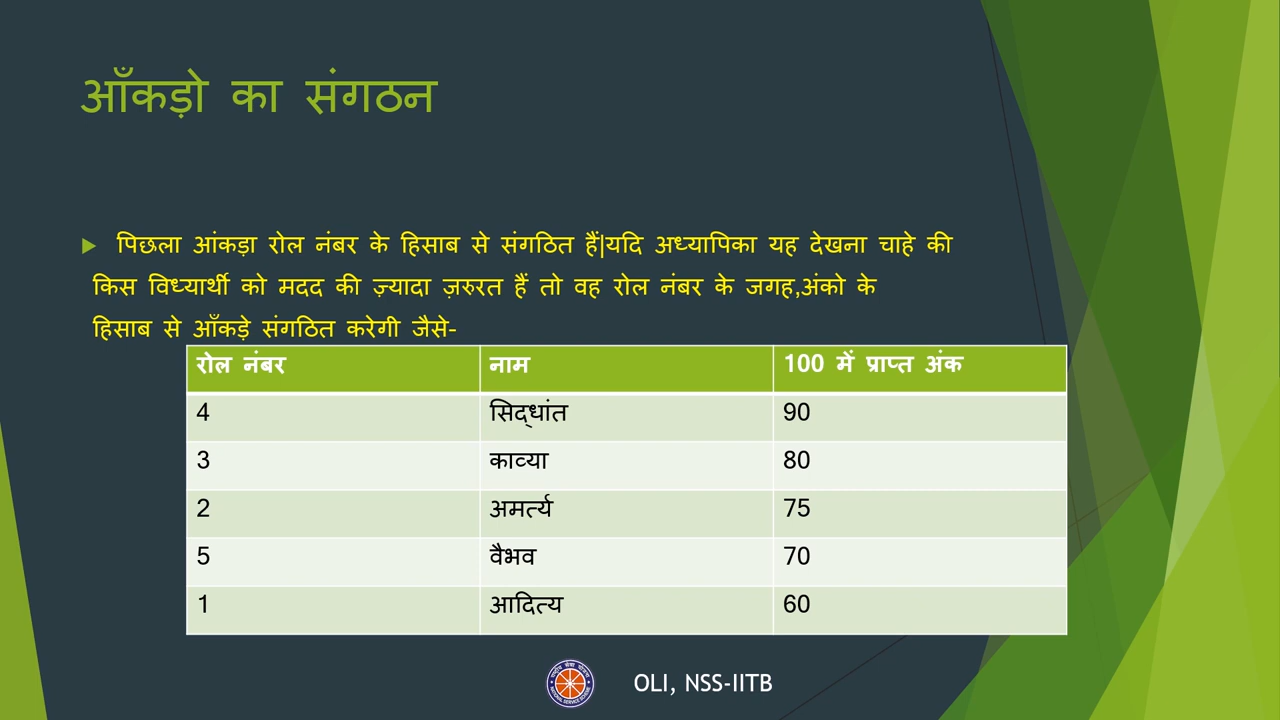 आँकड़ो का संगठन
पिछला आंकड़ा रोल नंबर के हिसाब से संगठित हैं|यदि अध्यापिका यह देखना चाहे की
किस विध्यार्थी को मदद की ज़्यादा ज़रुरत हैं तो वह रोल नंबर के जगह,अंको के
हिसाब से आँकड़े संगठित करेगी जैसे-
रोल नंबर नाम 100 में प्राप्त अंक
4 सिद्धांत 90
3 काव्या 80
2 अमर्त्य 75
5 वैभव 70
1 आदित्य 60
OLI, NSS-IITB